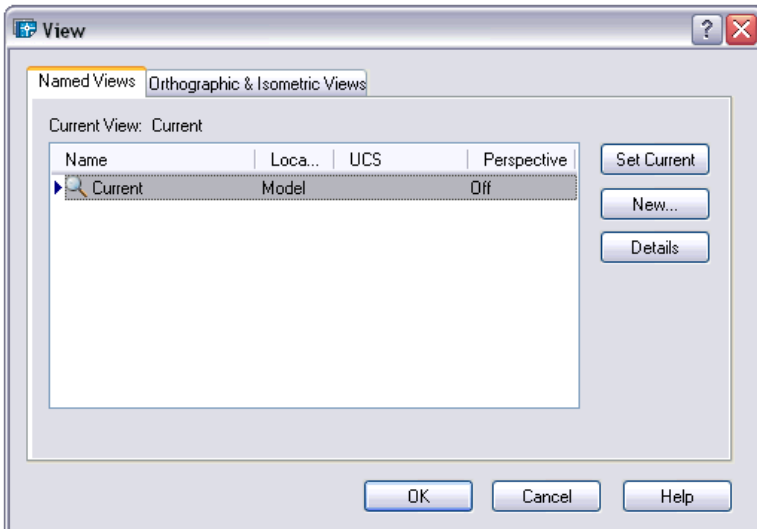 View
Named Views Orthographic & Isometric Views
Current View: Current
Name Loca... UCS Perspective
Current Model Off
Set Current
New...
Details
OK Cancel Help